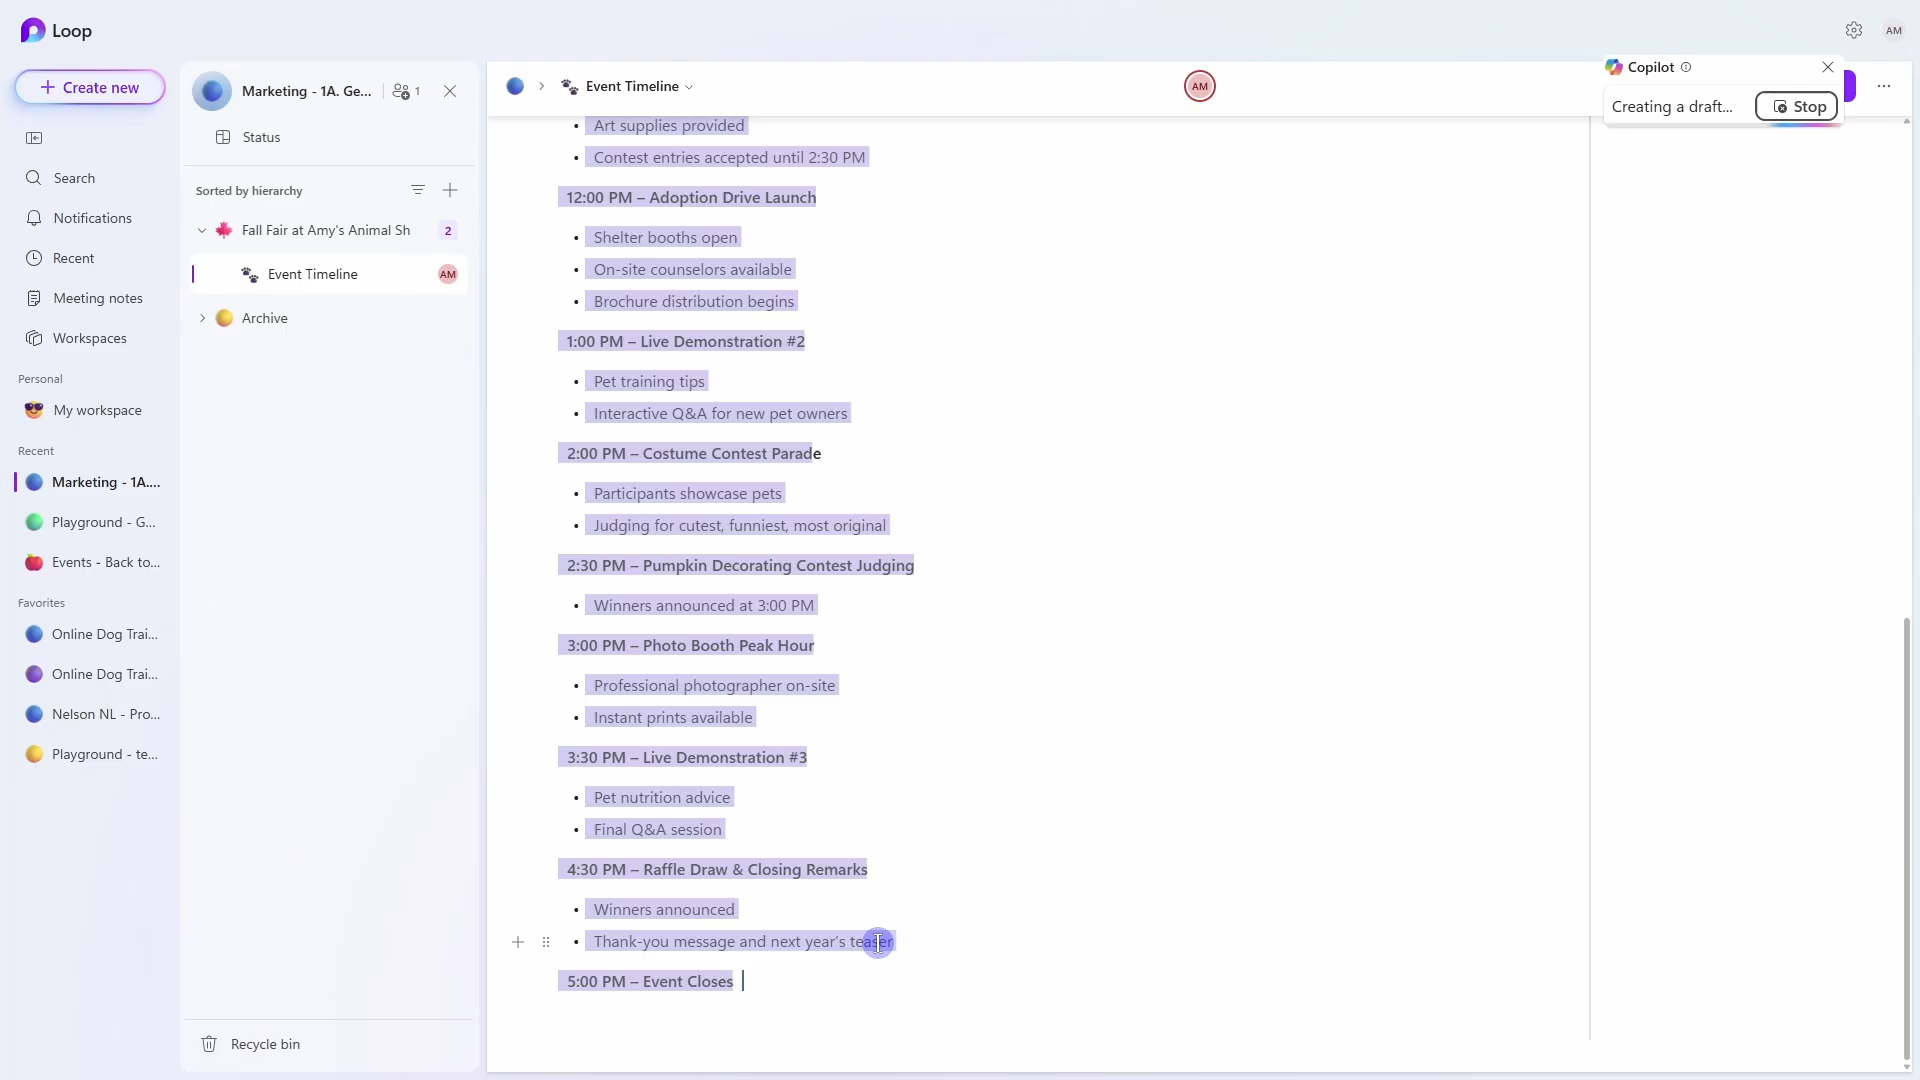 Loop
AM
Create new
Search
Notifications
Recent
Meeting notes
Workspaces
Personal
My workspace
Recent
Marketing - 1A....
Playground - G...
Events - Back to...
Favorites
Online Dog Trai...
Online Dog Trai...
Nelson NL - Pro...
Playground - te...
Marketing - 1A. Ge...
1
Status
Sorted by hierarchy
Fall Fair at Amy's Animal Sh
2
Event Timeline
AM
Archive
Recycle bin
Event Timeline
AM
Copilot
Creating a draft...
Stop
• Art supplies provided
• Contest entries accepted until 2:30 PM
12:00 PM – Adoption Drive Launch
• Shelter booths open
• On-site counselors available
• Brochure distribution begins
1:00 PM – Live Demonstration #2
• Pet training tips
• Interactive Q&A for new pet owners
2:00 PM – Costume Contest Parade
• Participants showcase pets
• Judging for cutest, funniest, most original
2:30 PM – Pumpkin Decorating Contest Judging
• Winners announced at 3:00 PM
3:00 PM – Photo Booth Peak Hour
• Professional photographer on-site
• Instant prints available
3:30 PM – Live Demonstration #3
• Pet nutrition advice
• Final Q&A session
4:30 PM – Raffle Draw & Closing Remarks
• Winners announced
• Thank-you message and next year's teaser
5:00 PM – Event Closes